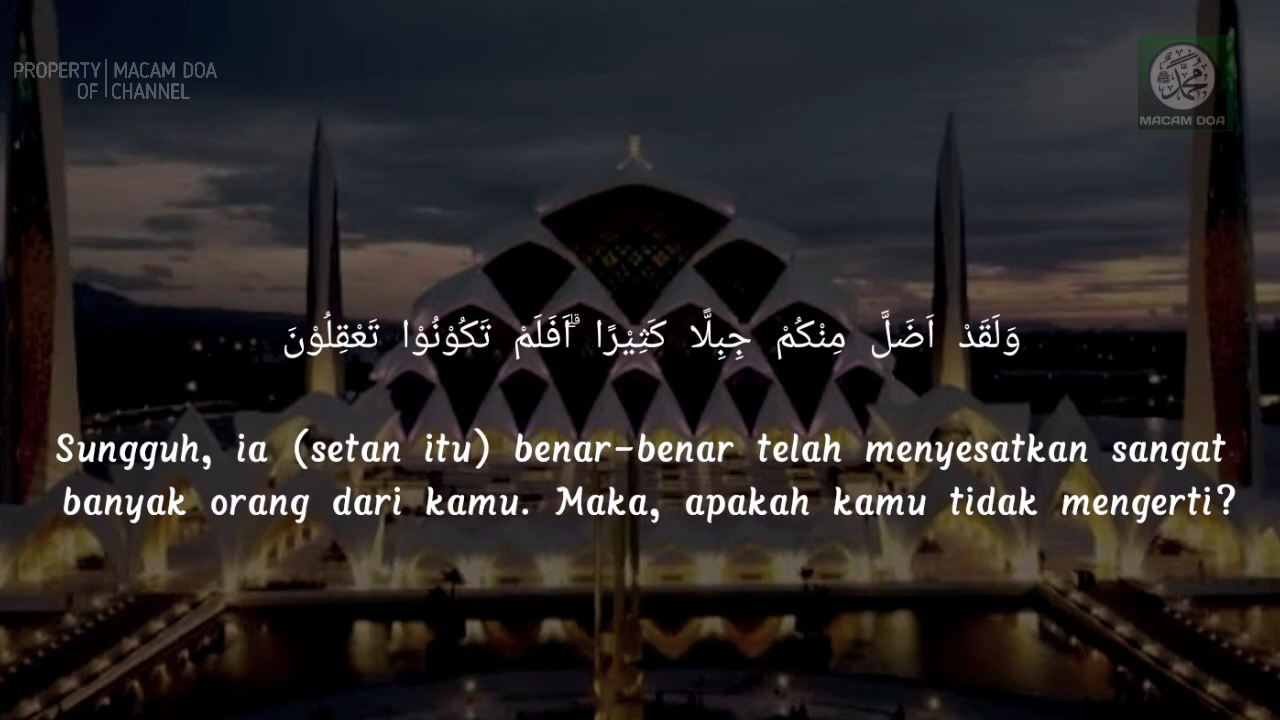 PROPERTY MACAM DOA
OF CHANNEL
محمد
MACAM DOA
وَلَقَدْ اَضَلَّ مِنْكُمْ جِبِلًّا كَثِيْرًا ۗاَفَلَمْ تَكُوْنُوْا تَعْقِلُوْنَ
Sungguh, ia (setan itu) benar-benar telah menyesatkan sangat
banyak orang dari kamu. Maka, apakah kamu tidak mengerti?